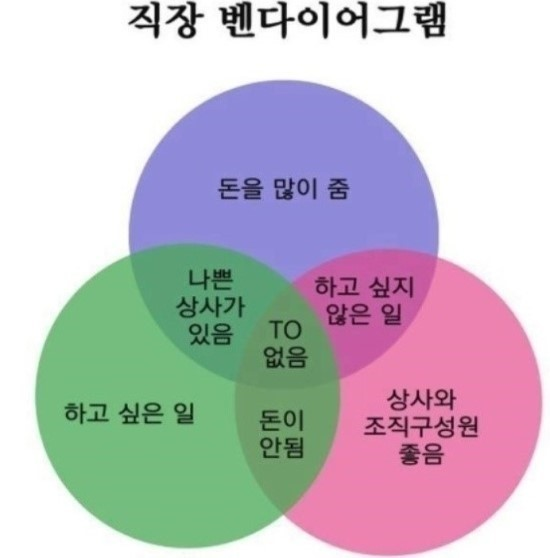 직장 벤다이어그램
돈을 많이 줌
나쁜
상사가
있음
하고 싶지
않은 일
TO
없음
하고 싶은 일
돈이
안됨
상사와
조직구성원
좋음